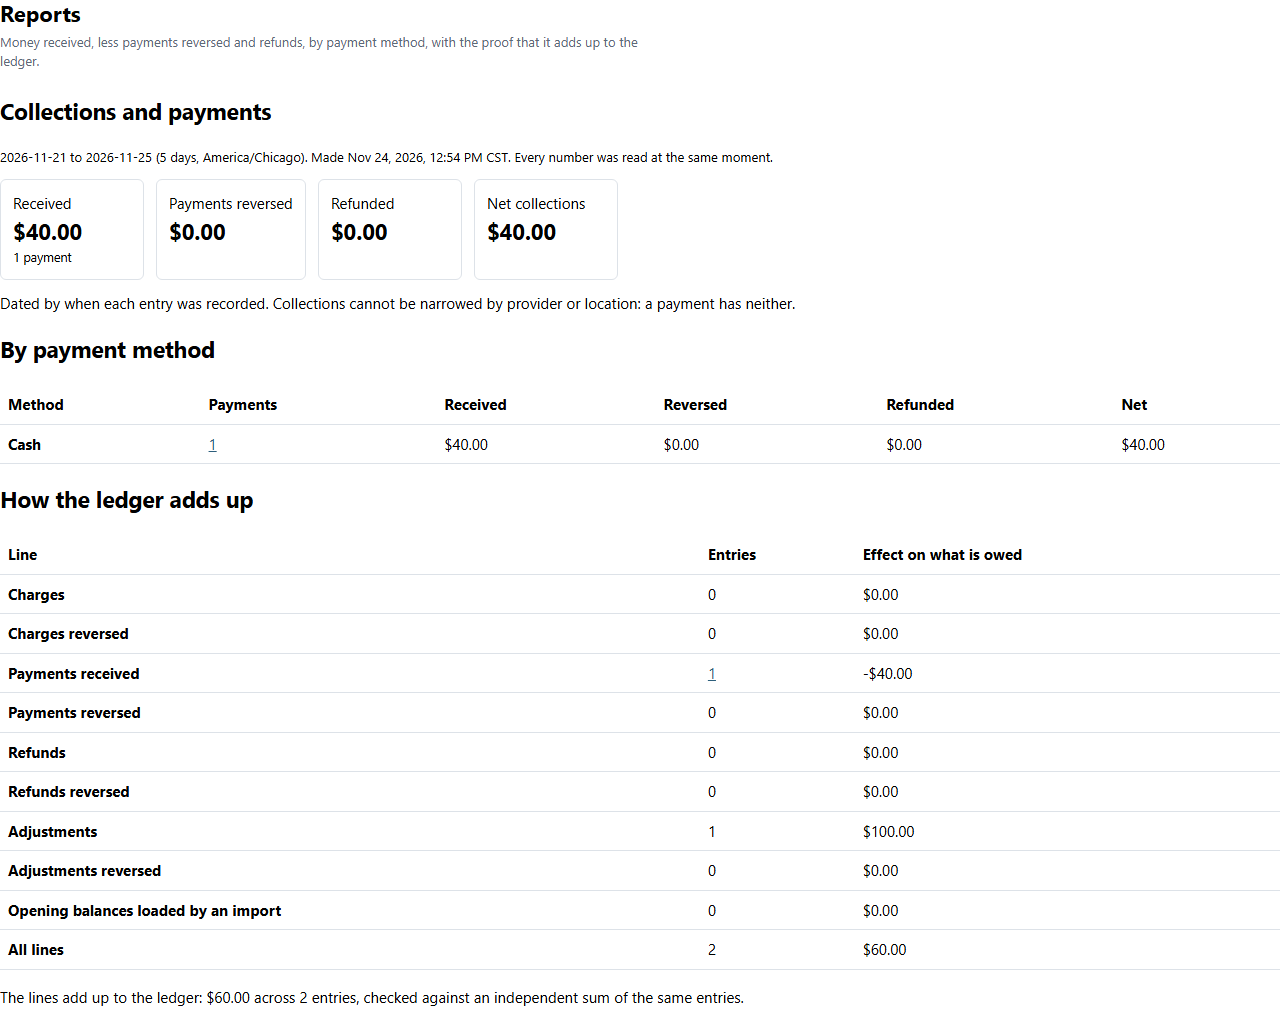 Reports
Money received, less payments reversed and refunds, by payment method, with the proof that it adds up to the
ledger.
Collections and payments
2026-11-21 to 2026-11-25 (5 days, America/Chicago). Made Nov 24, 2026, 12:54 PM CST. Every number was read at the same moment.
Received
$40.00
1 payment
Payments reversed
$0.00
Refunded
$0.00
Net collections
$40.00
Dated by when each entry was recorded. Collections cannot be narrowed by provider or location: a payment has neither.
By payment method
Method Payments Received Reversed Refunded Net
Cash 1 $40.00 $0.00 $0.00 $40.00
How the ledger adds up
Line Entries Effect on what is owed
Charges 0 $0.00
Charges reversed 0 $0.00
Payments received 1 -$40.00
Payments reversed 0 $0.00
Refunds 0 $0.00
Refunds reversed 0 $0.00
Adjustments 1 $100.00
Adjustments reversed 0 $0.00
Opening balances loaded by an import 0 $0.00
All lines 2 $60.00
The lines add up to the ledger: $60.00 across 2 entries, checked against an independent sum of the same entries.